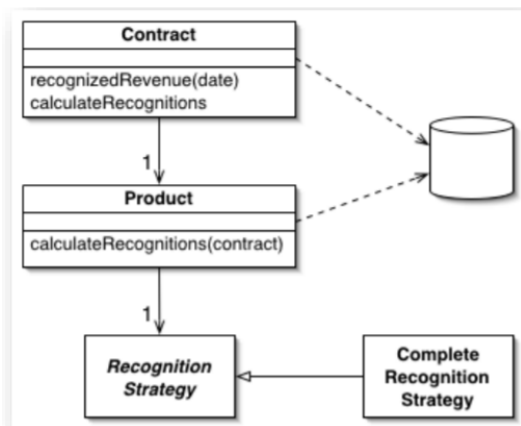 Contract
recognizedRevenue(date)
calculateRecognitions
1
Product
calculateRecognitions(contract)
1
Recognition
Strategy
Complete
Recognition
Strategy